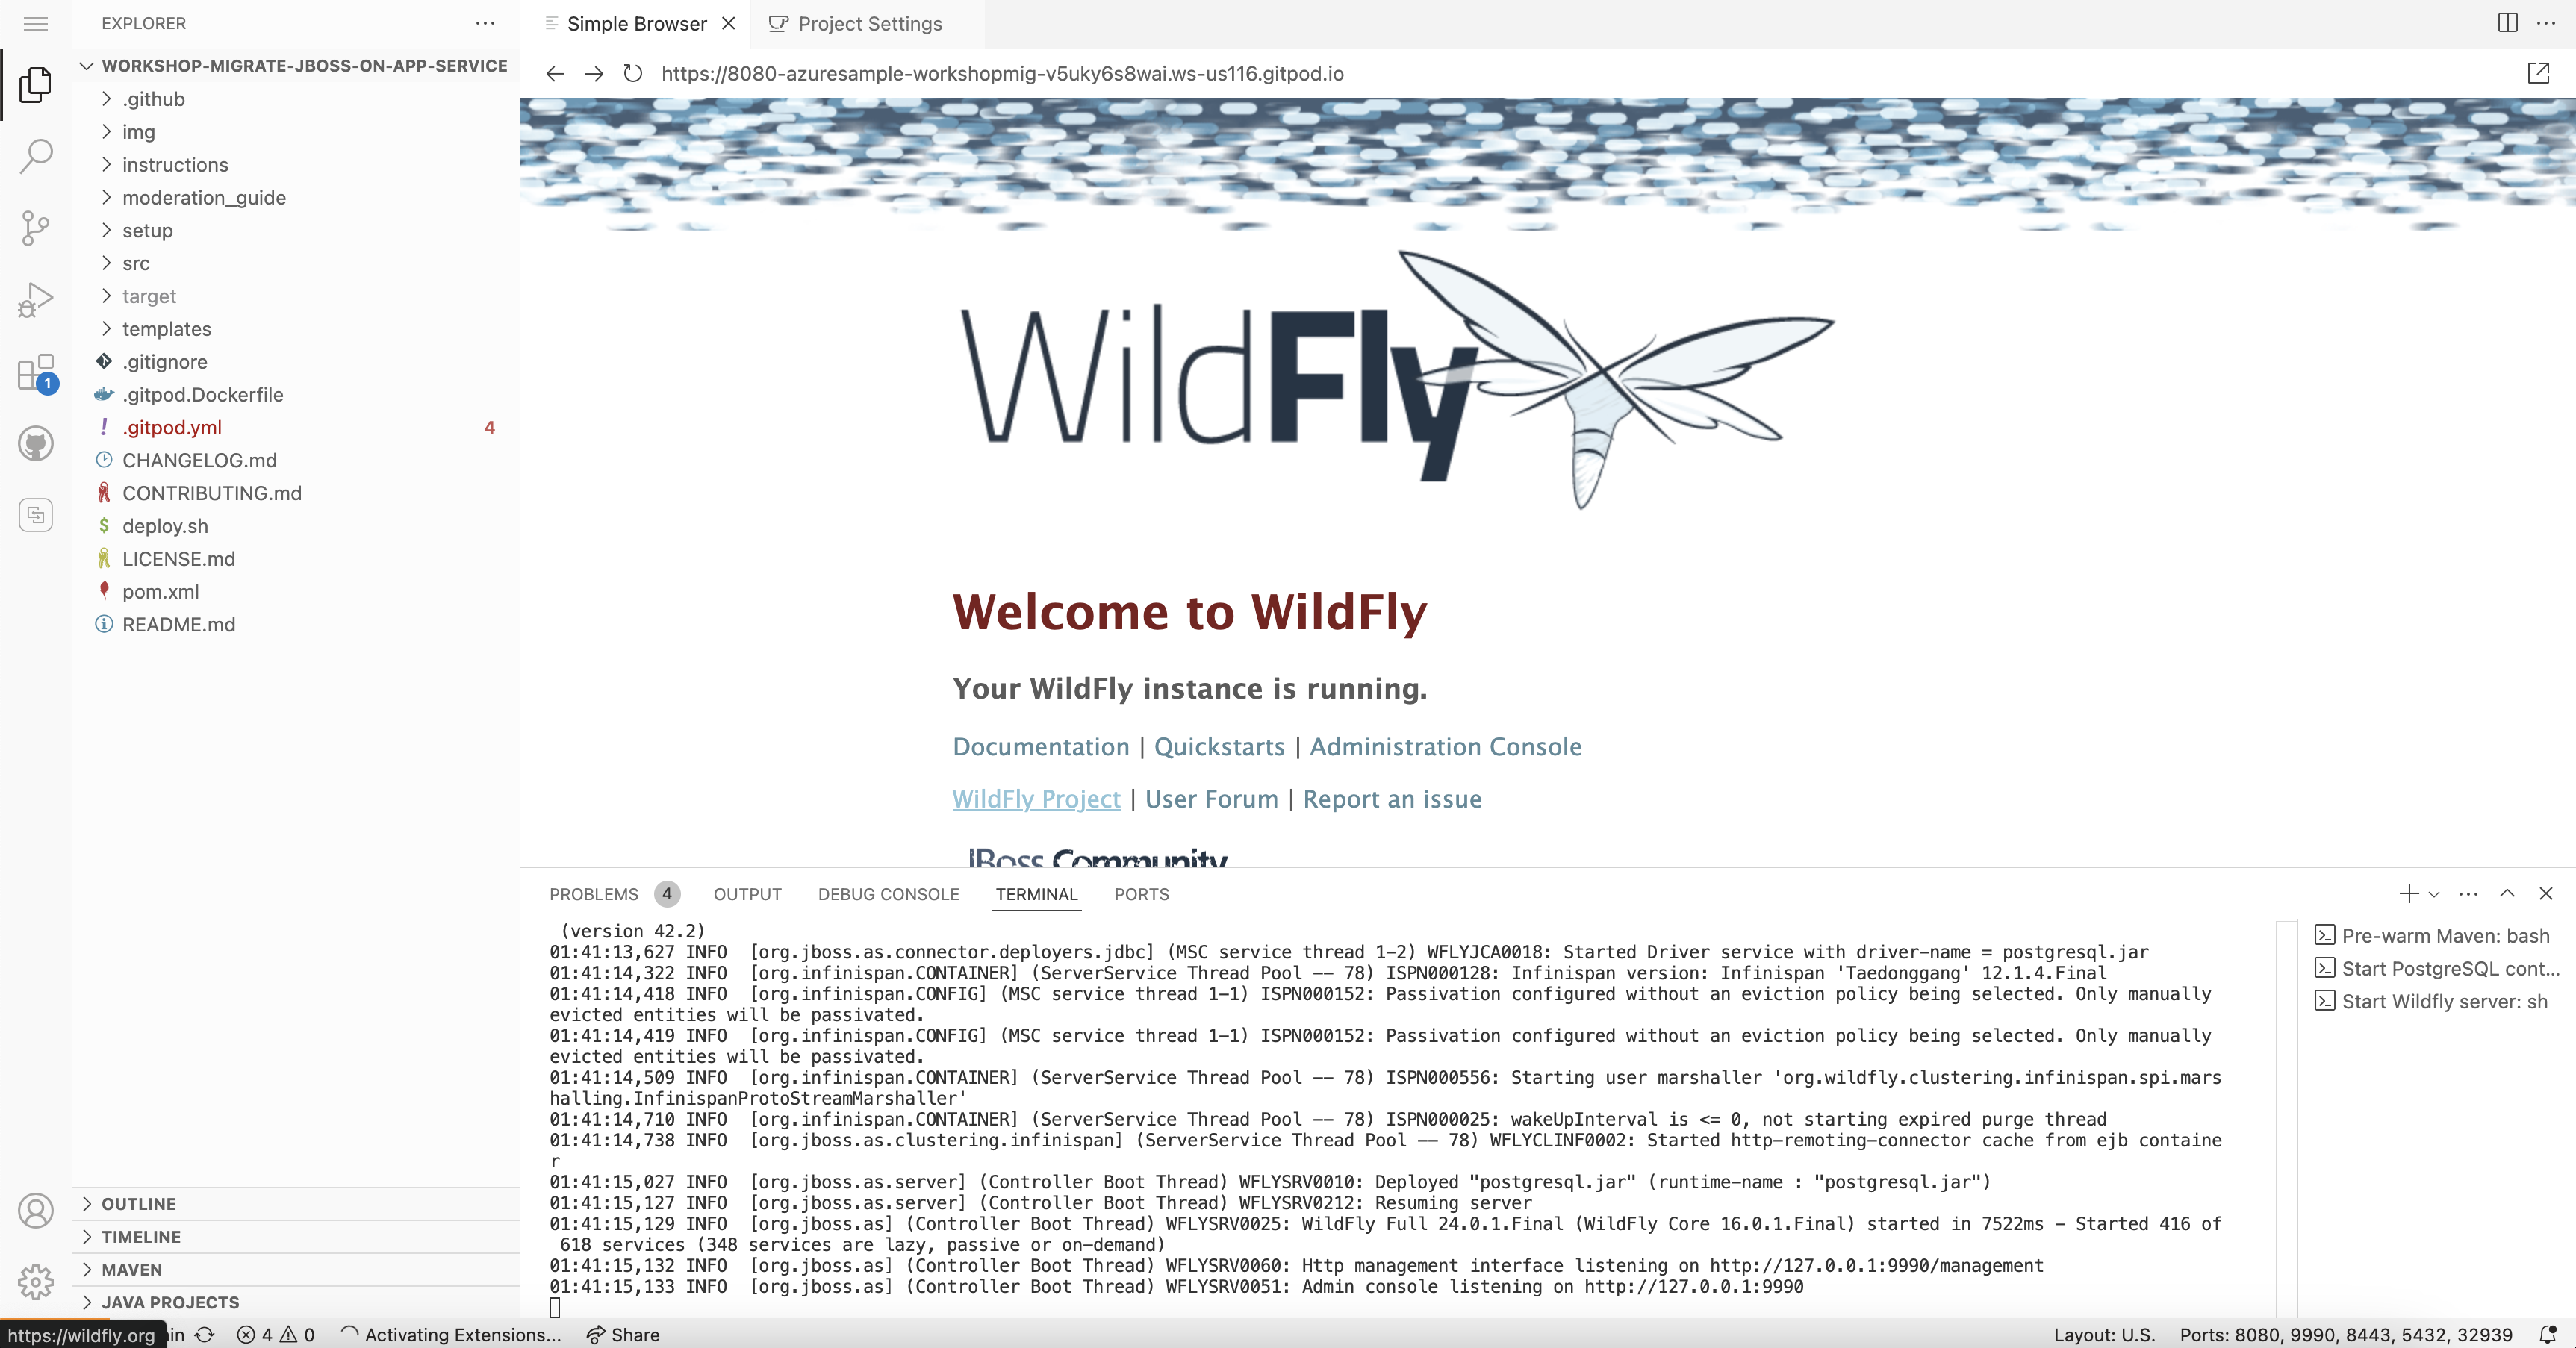 EXPLORER
WORKSHOP-MIGRATE-JBOSS-ON-APP-SERVICE
.github
img
instructions
moderation_guide
setup
src
target
templates
.gitignore
.gitpod.Dockerfile
.gitpod.yml 4
CHANGELOG.md
CONTRIBUTING.md
deploy.sh
LICENSE.md
pom.xml
README.md
OUTLINE
TIMELINE
MAVEN
JAVA PROJECTS
1
Simple Browser
Project Settings
https://8080-azuresample-workshopmig-v5uky6s8wai.ws-us116.gitpod.io
WildFly
Welcome to WildFly
Your WildFly instance is running.
Documentation | Quickstarts | Administration Console
WildFly Project | User Forum | Report an issue
JBoss Community
PROBLEMS 4 OUTPUT DEBUG CONSOLE TERMINAL PORTS
(version 42.2)
01:41:13,627 INFO  [org.jboss.as.connector.deployers.jdbc] (MSC service thread 1-2) WFLYJCA0018: Started Driver service with driver-name = postgresql.jar
01:41:14,322 INFO  [org.infinispan.CONTAINER] (ServerService Thread Pool -- 78) ISPN000128: Infinispan version: Infinispan 'Taedonggang' 12.1.4.Final
01:41:14,418 INFO  [org.infinispan.CONFIG] (MSC service thread 1-1) ISPN000152: Passivation configured without an eviction policy being selected. Only manually
evicted entities will be passivated.
01:41:14,419 INFO  [org.infinispan.CONFIG] (MSC service thread 1-1) ISPN000152: Passivation configured without an eviction policy being selected. Only manually
evicted entities will be passivated.
01:41:14,509 INFO  [org.infinispan.CONTAINER] (ServerService Thread Pool -- 78) ISPN000556: Starting user marshaller 'org.wildfly.clustering.infinispan.spi.mars
halling.InfinispanProtoStreamMarshaller'
01:41:14,710 INFO  [org.infinispan.CONTAINER] (ServerService Thread Pool -- 78) ISPN000025: wakeUpInterval is <= 0, not starting expired purge thread
01:41:14,738 INFO  [org.jboss.as.clustering.infinispan] (ServerService Thread Pool -- 78) WFLYCLINF0002: Started http-remoting-connector cache from ejb containe
r
01:41:15,027 INFO  [org.jboss.as.server] (Controller Boot Thread) WFLYSRV0010: Deployed "postgresql.jar" (runtime-name : "postgresql.jar")
01:41:15,127 INFO  [org.jboss.as.server] (Controller Boot Thread) WFLYSRV0212: Resuming server
01:41:15,129 INFO  [org.jboss.as] (Controller Boot Thread) WFLYSRV0025: WildFly Full 24.0.1.Final (WildFly Core 16.0.1.Final) started in 7522ms - Started 416 of
618 services (348 services are lazy, passive or on-demand)
01:41:15,132 INFO  [org.jboss.as] (Controller Boot Thread) WFLYSRV0060: Http management interface listening on http://127.0.0.1:9990/management
01:41:15,133 INFO  [org.jboss.as] (Controller Boot Thread) WFLYSRV0051: Admin console listening on http://127.0.0.1:9990
Pre-warm Maven: bash
Start PostgreSQL cont...
Start Wildfly server: sh
https://wildfly.org in 4 0 Activating Extensions... Share
Layout: U.S. Ports: 8080, 9990, 8443, 5432, 32939